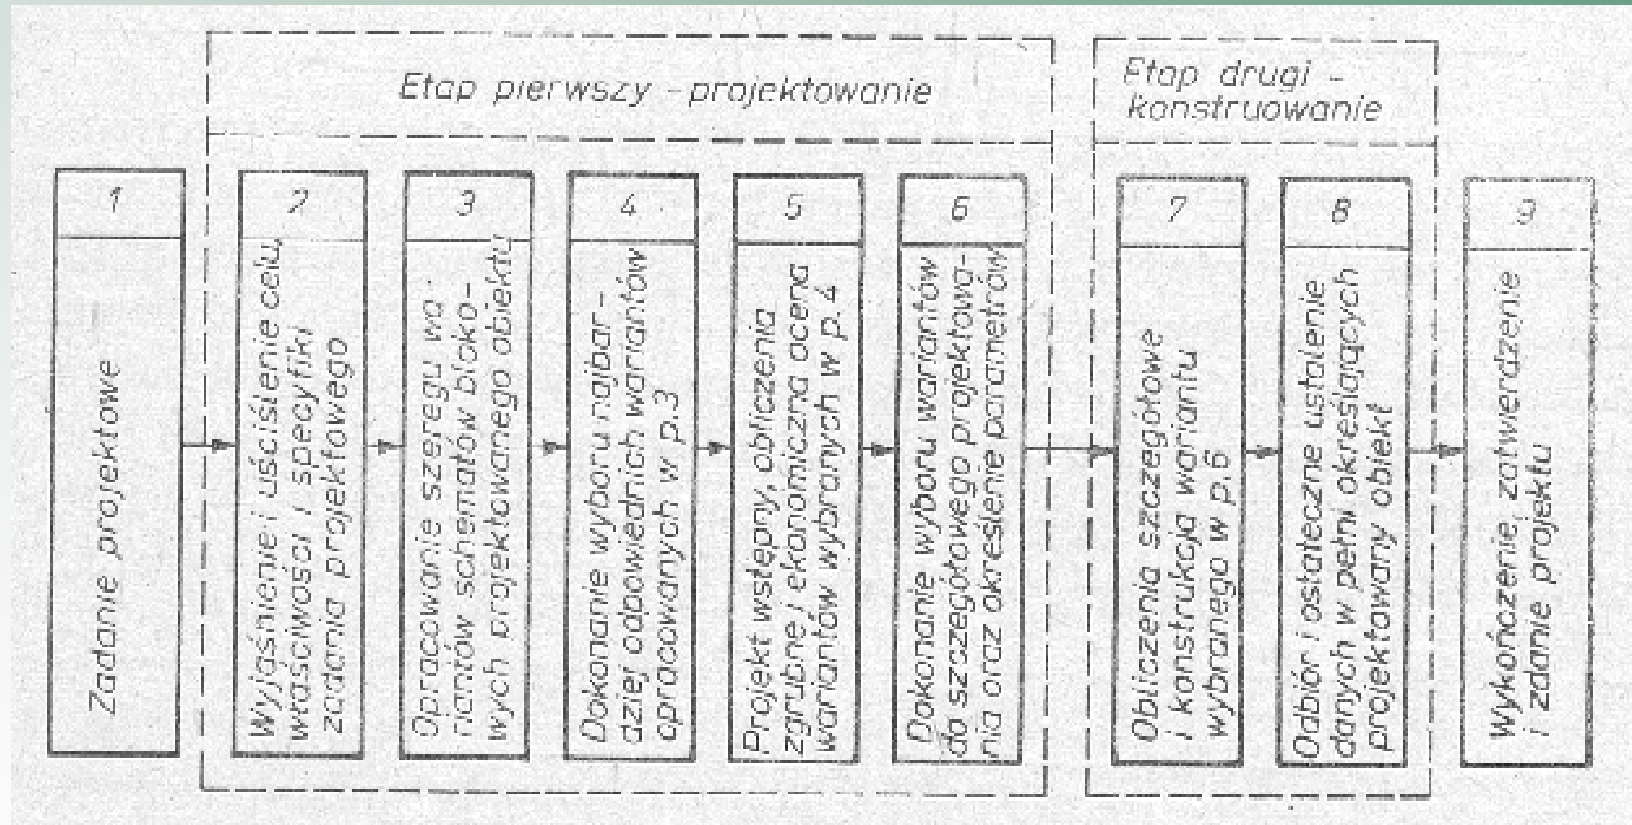 Etap pierwszy - projektowanie
Etap drugi -
konstruowanie
1
Zadanie projektowe
2
Wyjaśnienie i uściślenie celu,
właściwości i specyfiki
zadania projektowego
3
Opracowanie szeregu wa-
riantów schematów bloko-
wych projektowanego obiektu
4
Dokonanie wyboru najbar-
dziej odpowiednich wariantów
opracowanych w p.3
5
Projekt wstępny, obliczenia
zgrubne i ekonomiczna ocena
wariantów wybranych w p. 4
6
Dokonanie wyboru wariantów
do szczegółowego projektowa-
nia oraz określenie parametrów
7
Obliczenia szczegółowe
i konstrukcja wariantu
wybranego w p.6
8
Odbiór i ostateczne ustalenie
danych w pełni określających
projektowany obiekt
9
Wykończenie, zatwierdzenie
i zdanie projektu